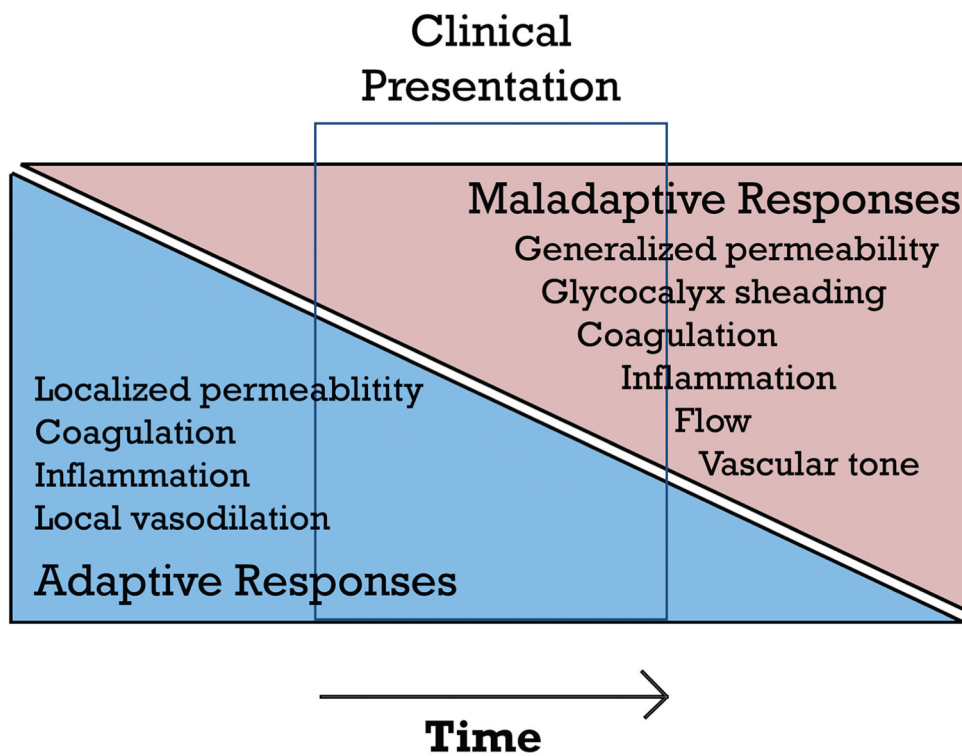 Clinical
Presentation
Maladaptive Responses
Generalized permeability
Glycocalyx sheading
Coagulation
Inflammation
Flow
Vascular tone
Localized permeablitity
Coagulation
Inflammation
Local vasodilation
Adaptive Responses
Time